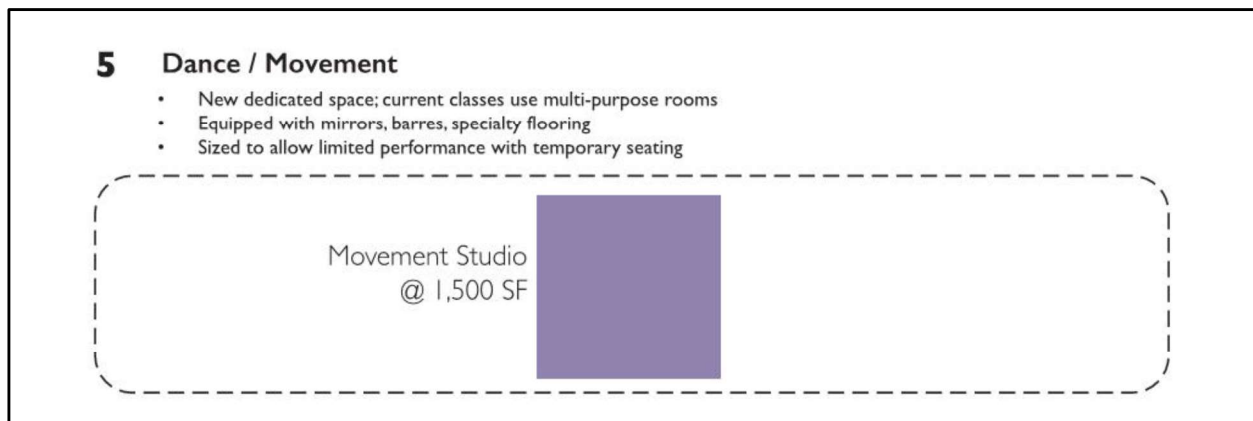 5 Dance / Movement
• New dedicated space; current classes use multi-purpose rooms
• Equipped with mirrors, barres, specialty flooring
• Sized to allow limited performance with temporary seating
Movement Studio
@ 1,500 SF